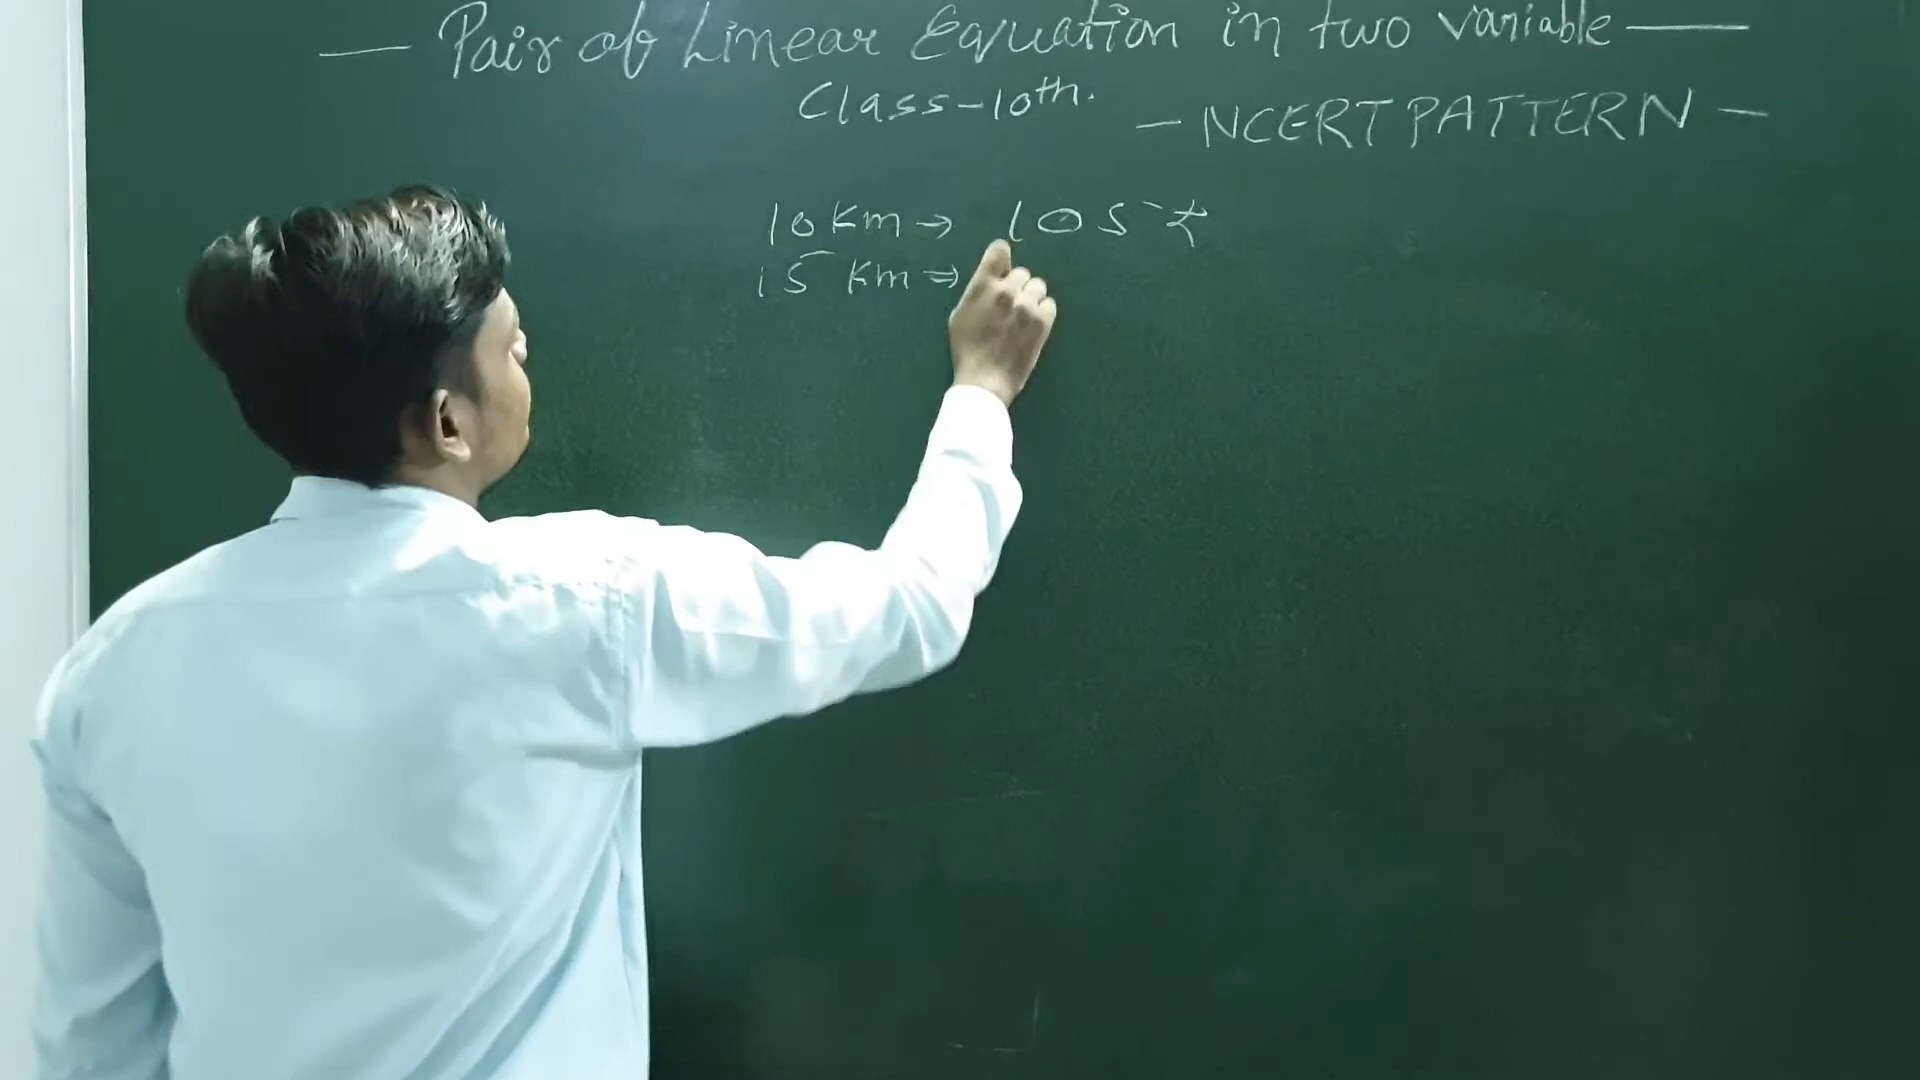 — Pair of Linear Equation in two variable —
Class-10th.
- NCERT PATTERN -
10 Km → 105 ₹
15 Km ⇒